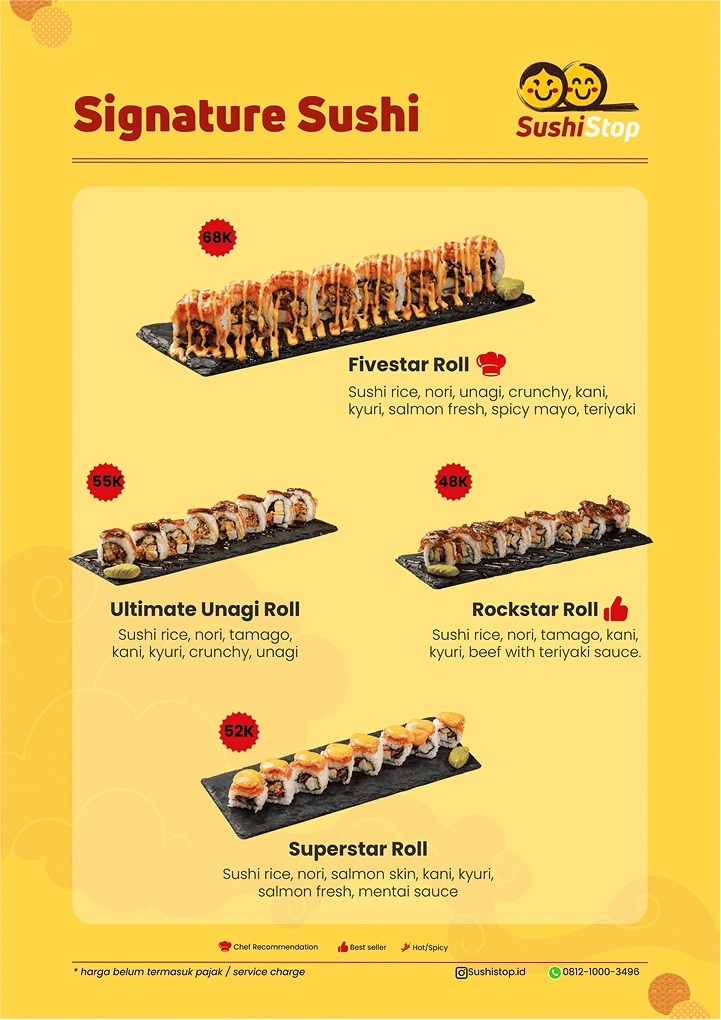 Signature Sushi
SushiStop
68K
Fivestar Roll
Sushi rice, nori, unagi, crunchy, kani,
kyuri, salmon fresh, spicy mayo, teriyaki
55K
48K
Ultimate Unagi Roll
Sushi rice, nori, tamago,
kani, kyuri, crunchy, unagi
Rockstar Roll
Sushi rice, nori, tamago, kani,
kyuri, beef with teriyaki sauce.
52K
Superstar Roll
Sushi rice, nori, salmon skin, kani, kyuri,
salmon fresh, mentai sauce
Chef Recommendation Best seller Hot/Spicy
* harga belum termasuk pajak / service charge Sushistop.id 0812-1000-3496